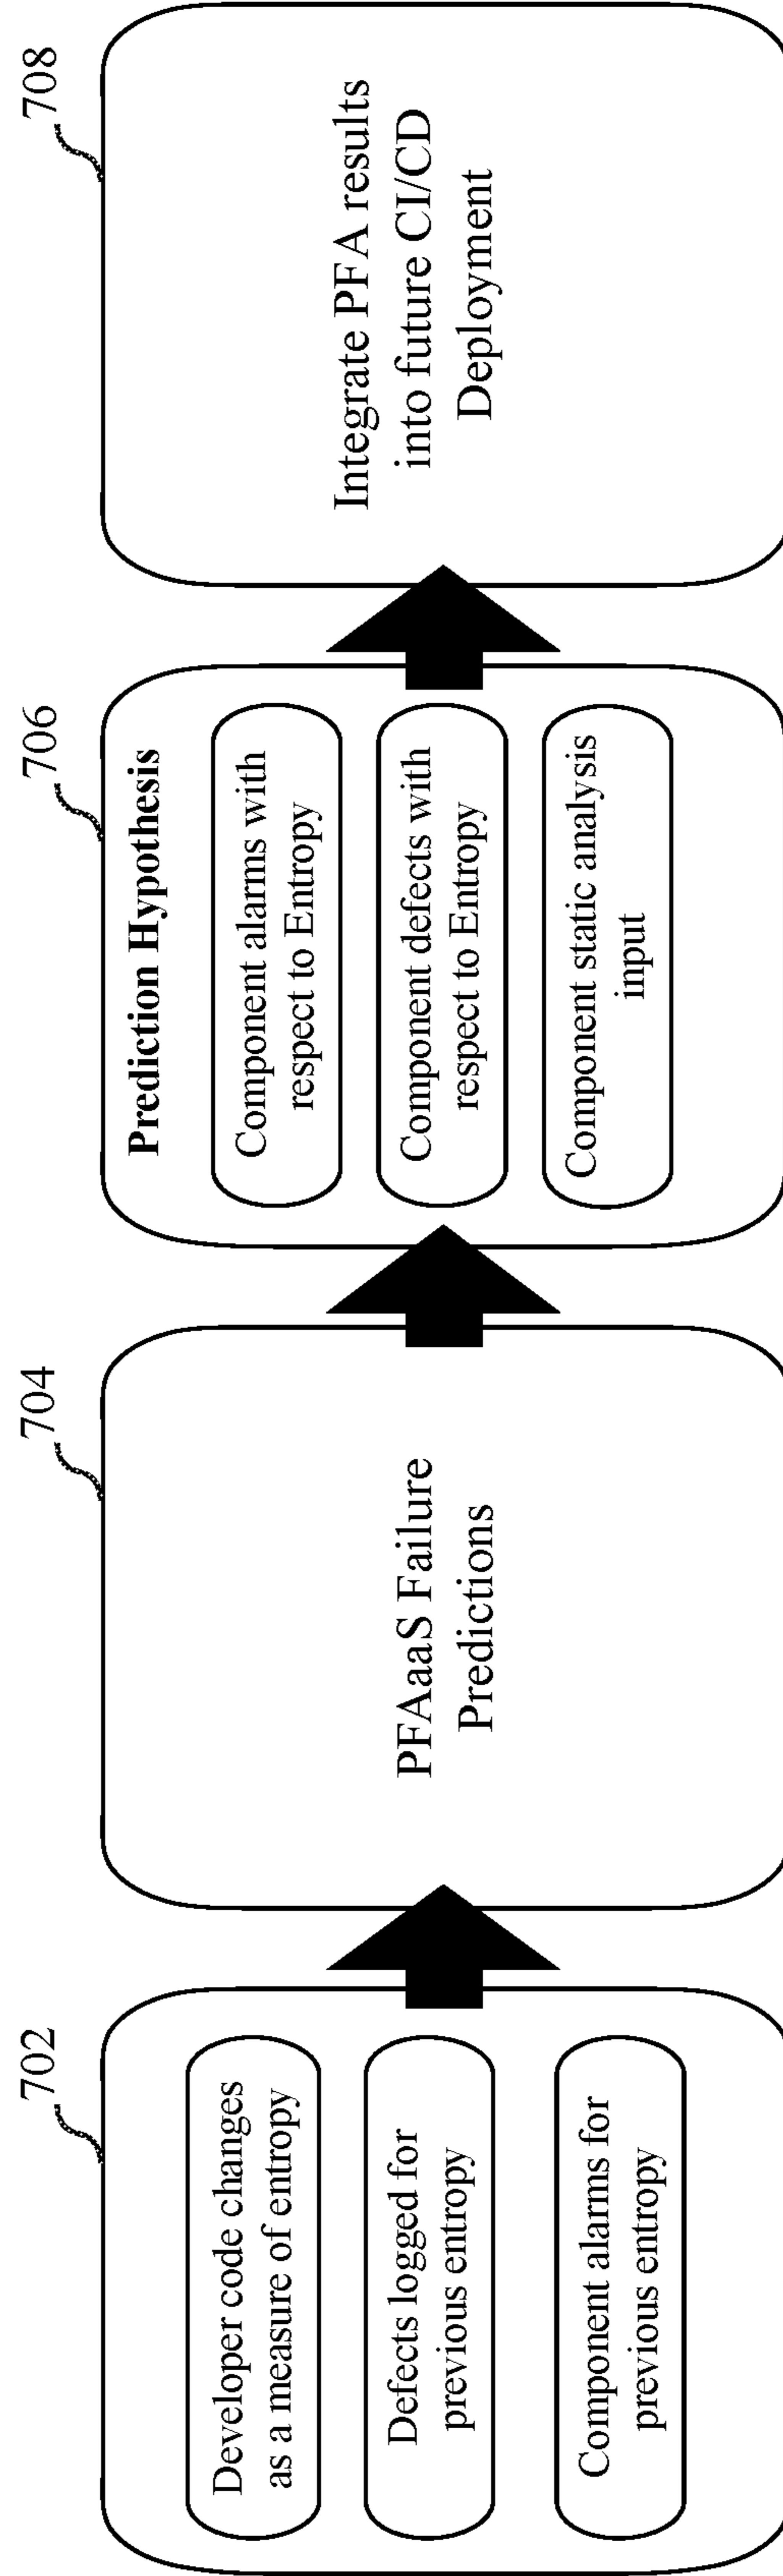 702
Developer code changes
as a measure of entropy
Defects logged for
previous entropy
Component alarms for
previous entropy
704
PFAaaS Failure
Predictions
706
Prediction Hypothesis
Component alarms with
respect to Entropy
Component defects with
respect to Entropy
Component static analysis
input
708
Integrate PFA results
into future CI/CD
Deployment